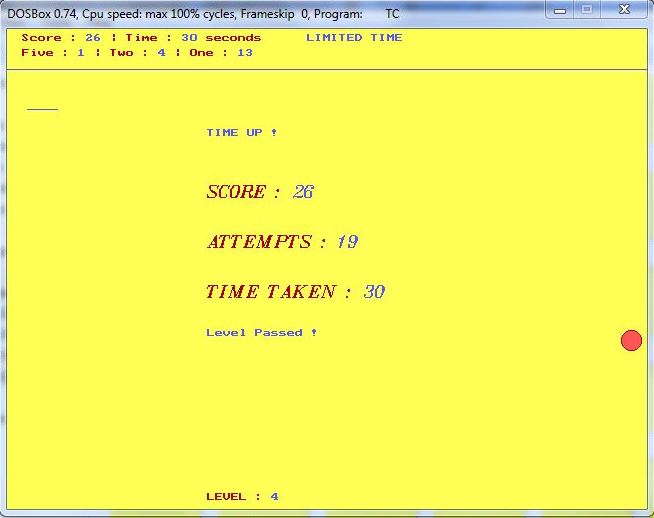 DOSBox 0.74, Cpu speed: max 100% cycles, Frameskip 0, Program: TC
Score : 26 | Time : 30 seconds LIMITED TIME
Five : 1 | Two : 4 | One : 13
TIME UP !
SCORE : 26
ATTEMPTS : 19
TIME TAKEN : 30
Level Passed !
LEVEL : 4